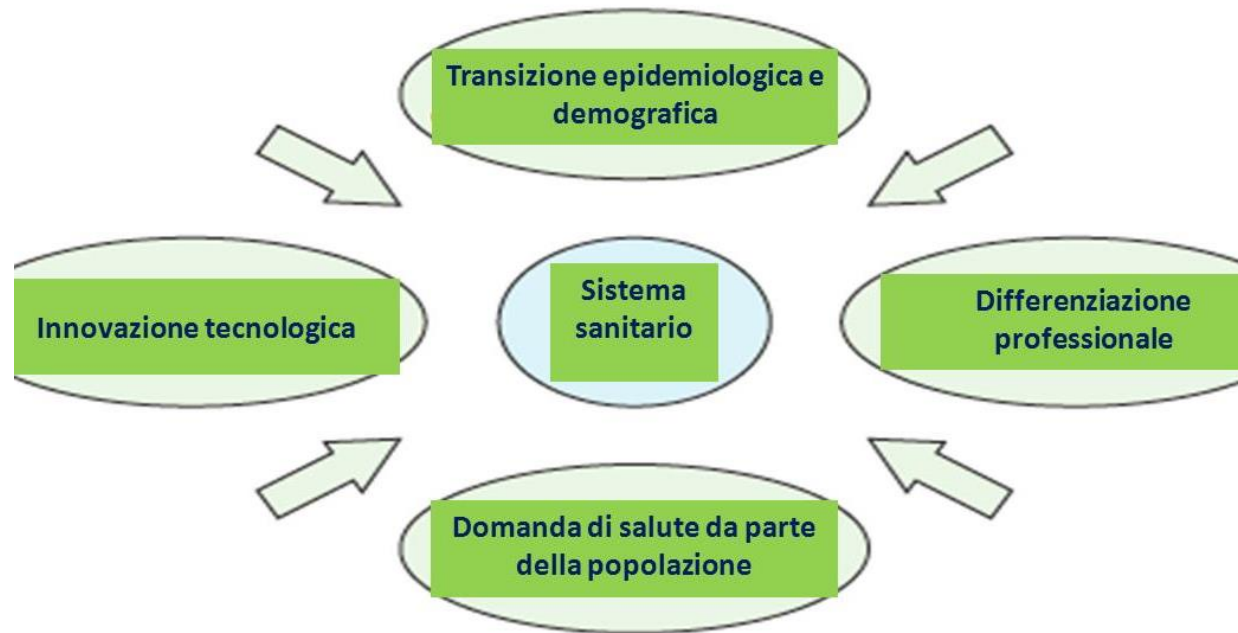 Transizione epidemiologica e
demografica
Innovazione tecnologica
Sistema
sanitario
Differenziazione
professionale
Domanda di salute da parte
della popolazione